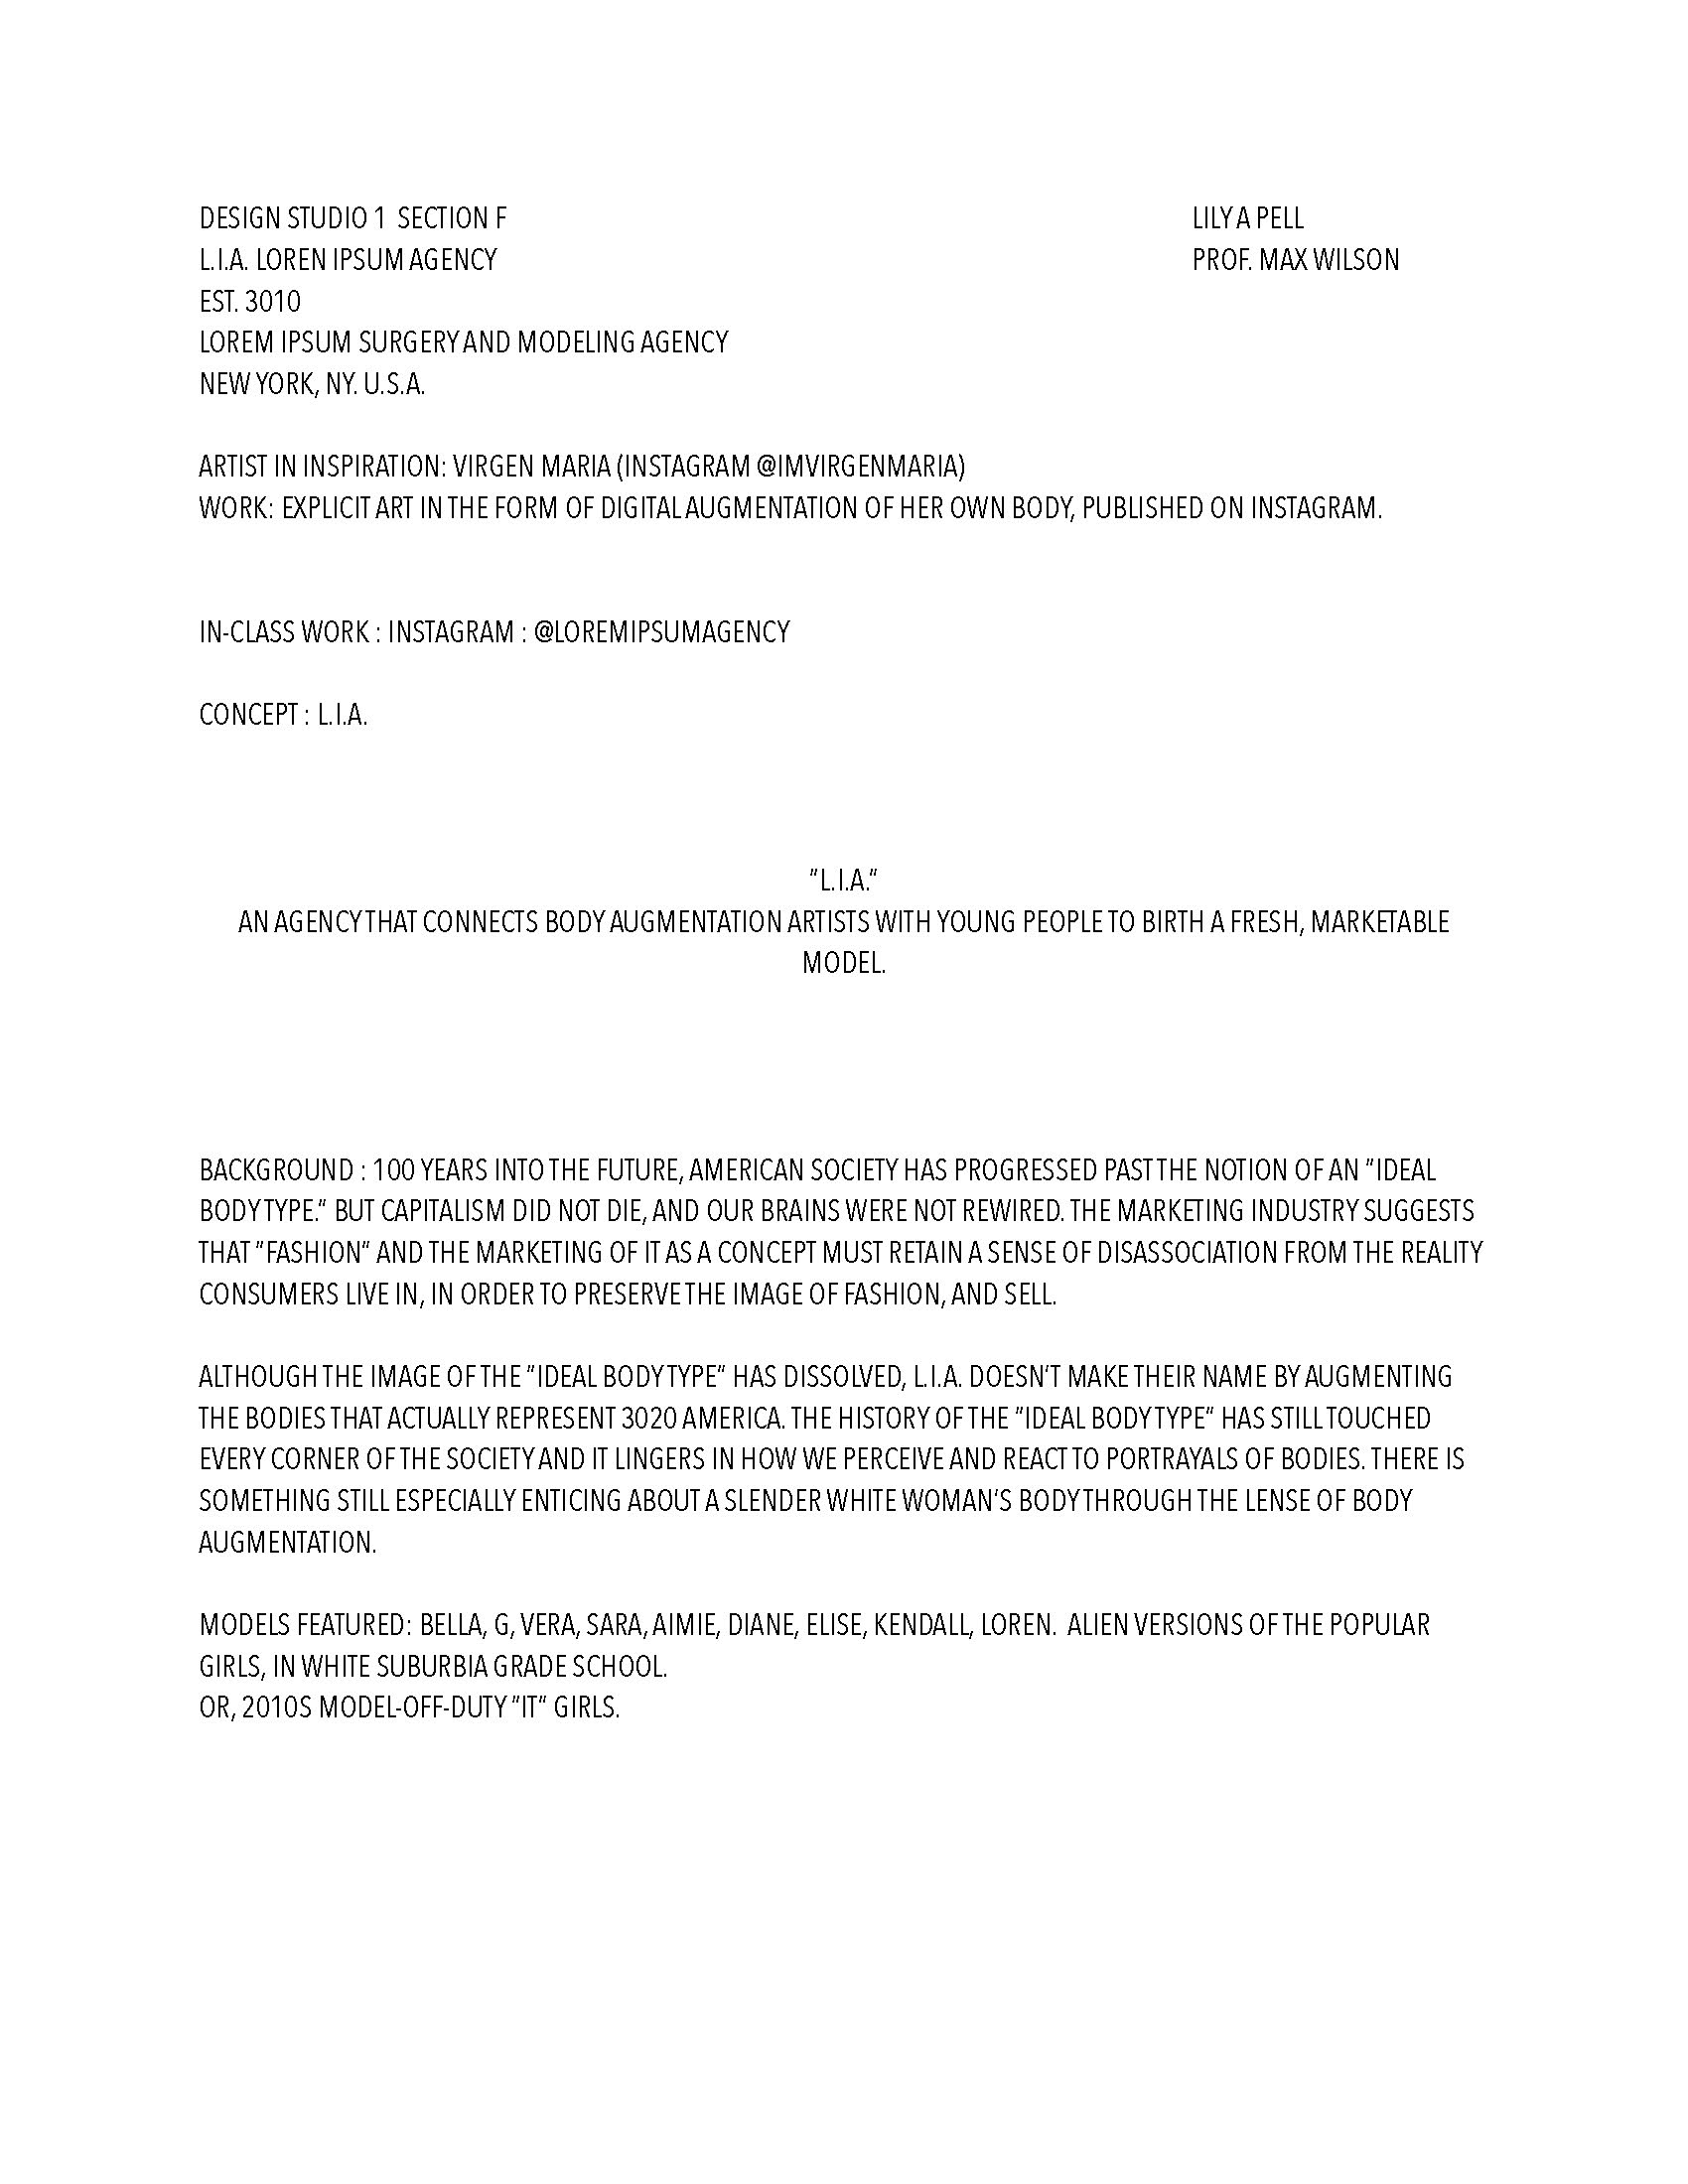 DESIGN STUDIO 1  SECTION F
LILY A PELL
L.I.A. LOREN IPSUM AGENCY
PROF. MAX WILSON
EST. 3010
LOREM IPSUM SURGERY AND MODELING AGENCY
NEW YORK, NY. U.S.A.
ARTIST IN INSPIRATION: VIRGEN MARIA (INSTAGRAM @IMVIRGENMARIA)
WORK: EXPLICIT ART IN THE FORM OF DIGITAL AUGMENTATION OF HER OWN BODY, PUBLISHED ON INSTAGRAM.
IN-CLASS WORK : INSTAGRAM : @LOREMIPSUMAGENCY
CONCEPT : L.I.A.
"L.I.A."
AN AGENCY THAT CONNECTS BODY AUGMENTATION ARTISTS WITH YOUNG PEOPLE TO BIRTH A FRESH, MARKETABLE
MODEL.
BACKGROUND : 100 YEARS INTO THE FUTURE, AMERICAN SOCIETY HAS PROGRESSED PAST THE NOTION OF AN "IDEAL
BODY TYPE." BUT CAPITALISM DID NOT DIE, AND OUR BRAINS WERE NOT REWIRED. THE MARKETING INDUSTRY SUGGESTS
THAT "FASHION" AND THE MARKETING OF IT AS A CONCEPT MUST RETAIN A SENSE OF DISASSOCIATION FROM THE REALITY
CONSUMERS LIVE IN, IN ORDER TO PRESERVE THE IMAGE OF FASHION, AND SELL.
ALTHOUGH THE IMAGE OF THE "IDEAL BODY TYPE" HAS DISSOLVED, L.I.A. DOESN'T MAKE THEIR NAME BY AUGMENTING
THE BODIES THAT ACTUALLY REPRESENT 3020 AMERICA. THE HISTORY OF THE "IDEAL BODY TYPE" HAS STILL TOUCHED
EVERY CORNER OF THE SOCIETY AND IT LINGERS IN HOW WE PERCEIVE AND REACT TO PORTRAYALS OF BODIES. THERE IS
SOMETHING STILL ESPECIALLY ENTICING ABOUT A SLENDER WHITE WOMAN'S BODY THROUGH THE LENSE OF BODY
AUGMENTATION.
MODELS FEATURED: BELLA, G, VERA, SARA, AIMIE, DIANE, ELISE, KENDALL, LOREN.  ALIEN VERSIONS OF THE POPULAR
GIRLS, IN WHITE SUBURBIA GRADE SCHOOL.
OR, 2010S MODEL-OFF-DUTY "IT" GIRLS.